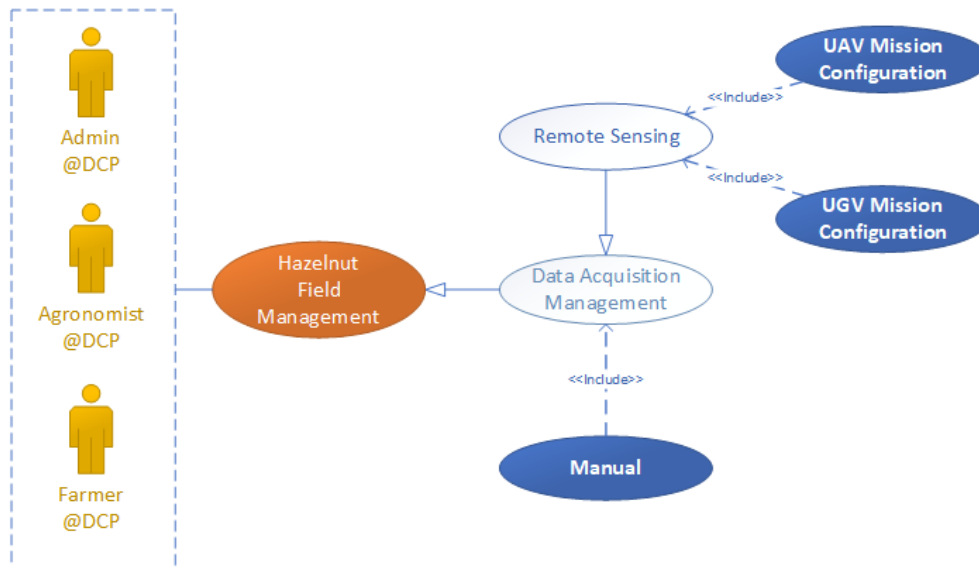 Admin
@DCP
Agronomist
@DCP
Farmer
@DCP
Hazelnut
Field
Management
UAV Mission
Configuration
<<Include>>
Remote Sensing
<<Include>>
UGV Mission
Configuration
Data Acquisition
Management
<<Include>>
Manual